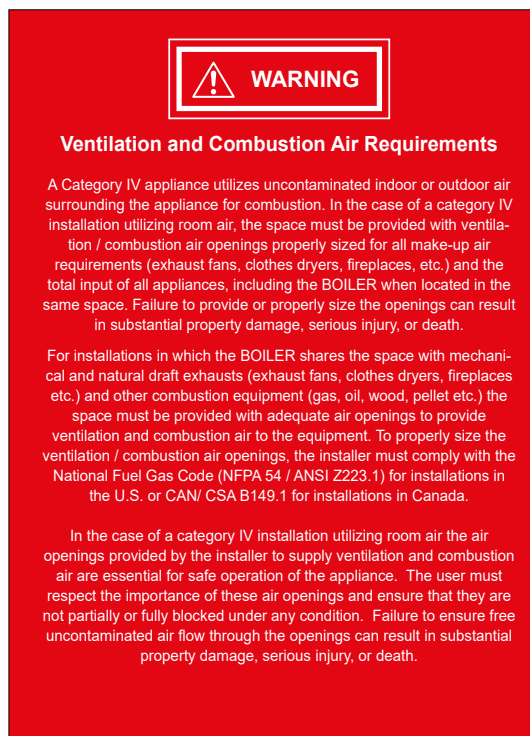 WARNING
Ventilation and Combustion Air Requirements
A Category IV appliance utilizes uncontaminated indoor or outdoor air
surrounding the appliance for combustion. In the case of a category IV
installation utilizing room air, the space must be provided with ventila-
tion / combustion air openings properly sized for all make-up air
requirements (exhaust fans, clothes dryers, fireplaces, etc.) and the
total input of all appliances, including the BOILER when located in the
same space. Failure to provide or properly size the openings can result
in substantial property damage, serious injury, or death.
For installations in which the BOILER shares the space with mechani-
cal and natural draft exhausts (exhaust fans, clothes dryers, fireplaces
etc.) and other combustion equipment (gas, oil, wood, pellet etc.) the
space must be provided with adequate air openings to provide
ventilation and combustion air to the equipment. To properly size the
ventilation / combustion air openings, the installer must comply with the
National Fuel Gas Code (NFPA 54 / ANSI Z223.1) for installations in
the U.S. or CAN/ CSA B149.1 for installations in Canada.
In the case of a category IV installation utilizing room air the air
openings provided by the installer to supply ventilation and combustion
air are essential for safe operation of the appliance.  The user must
respect the importance of these air openings and ensure that they are
not partially or fully blocked under any condition.  Failure to ensure free
uncontaminated air flow through the openings can result in substantial
property damage, serious injury, or death.